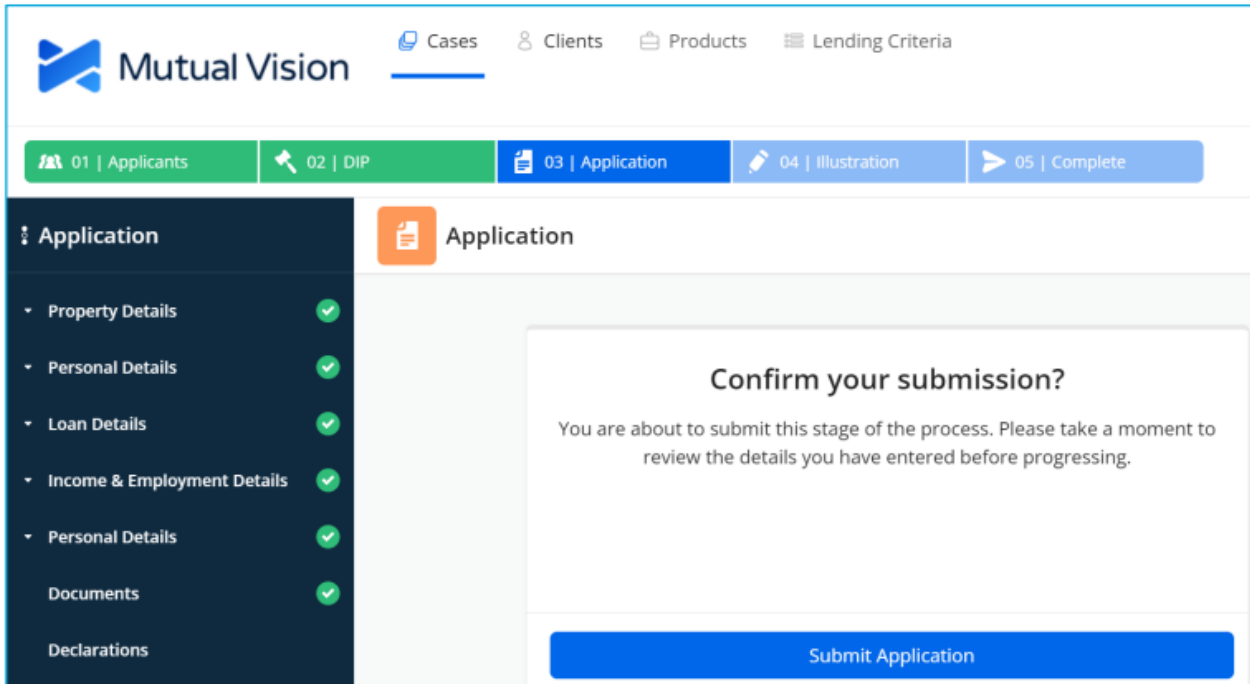 Mutual Vision
Cases Clients Products Lending Criteria
01 | Applicants 02 | DIP 03 | Application 04 | Illustration 05 | Complete
Application
Application
Property Details
Personal Details
Loan Details
Income & Employment Details
Personal Details
Documents
Declarations
Confirm your submission?
You are about to submit this stage of the process. Please take a moment to
review the details you have entered before progressing.
Submit Application